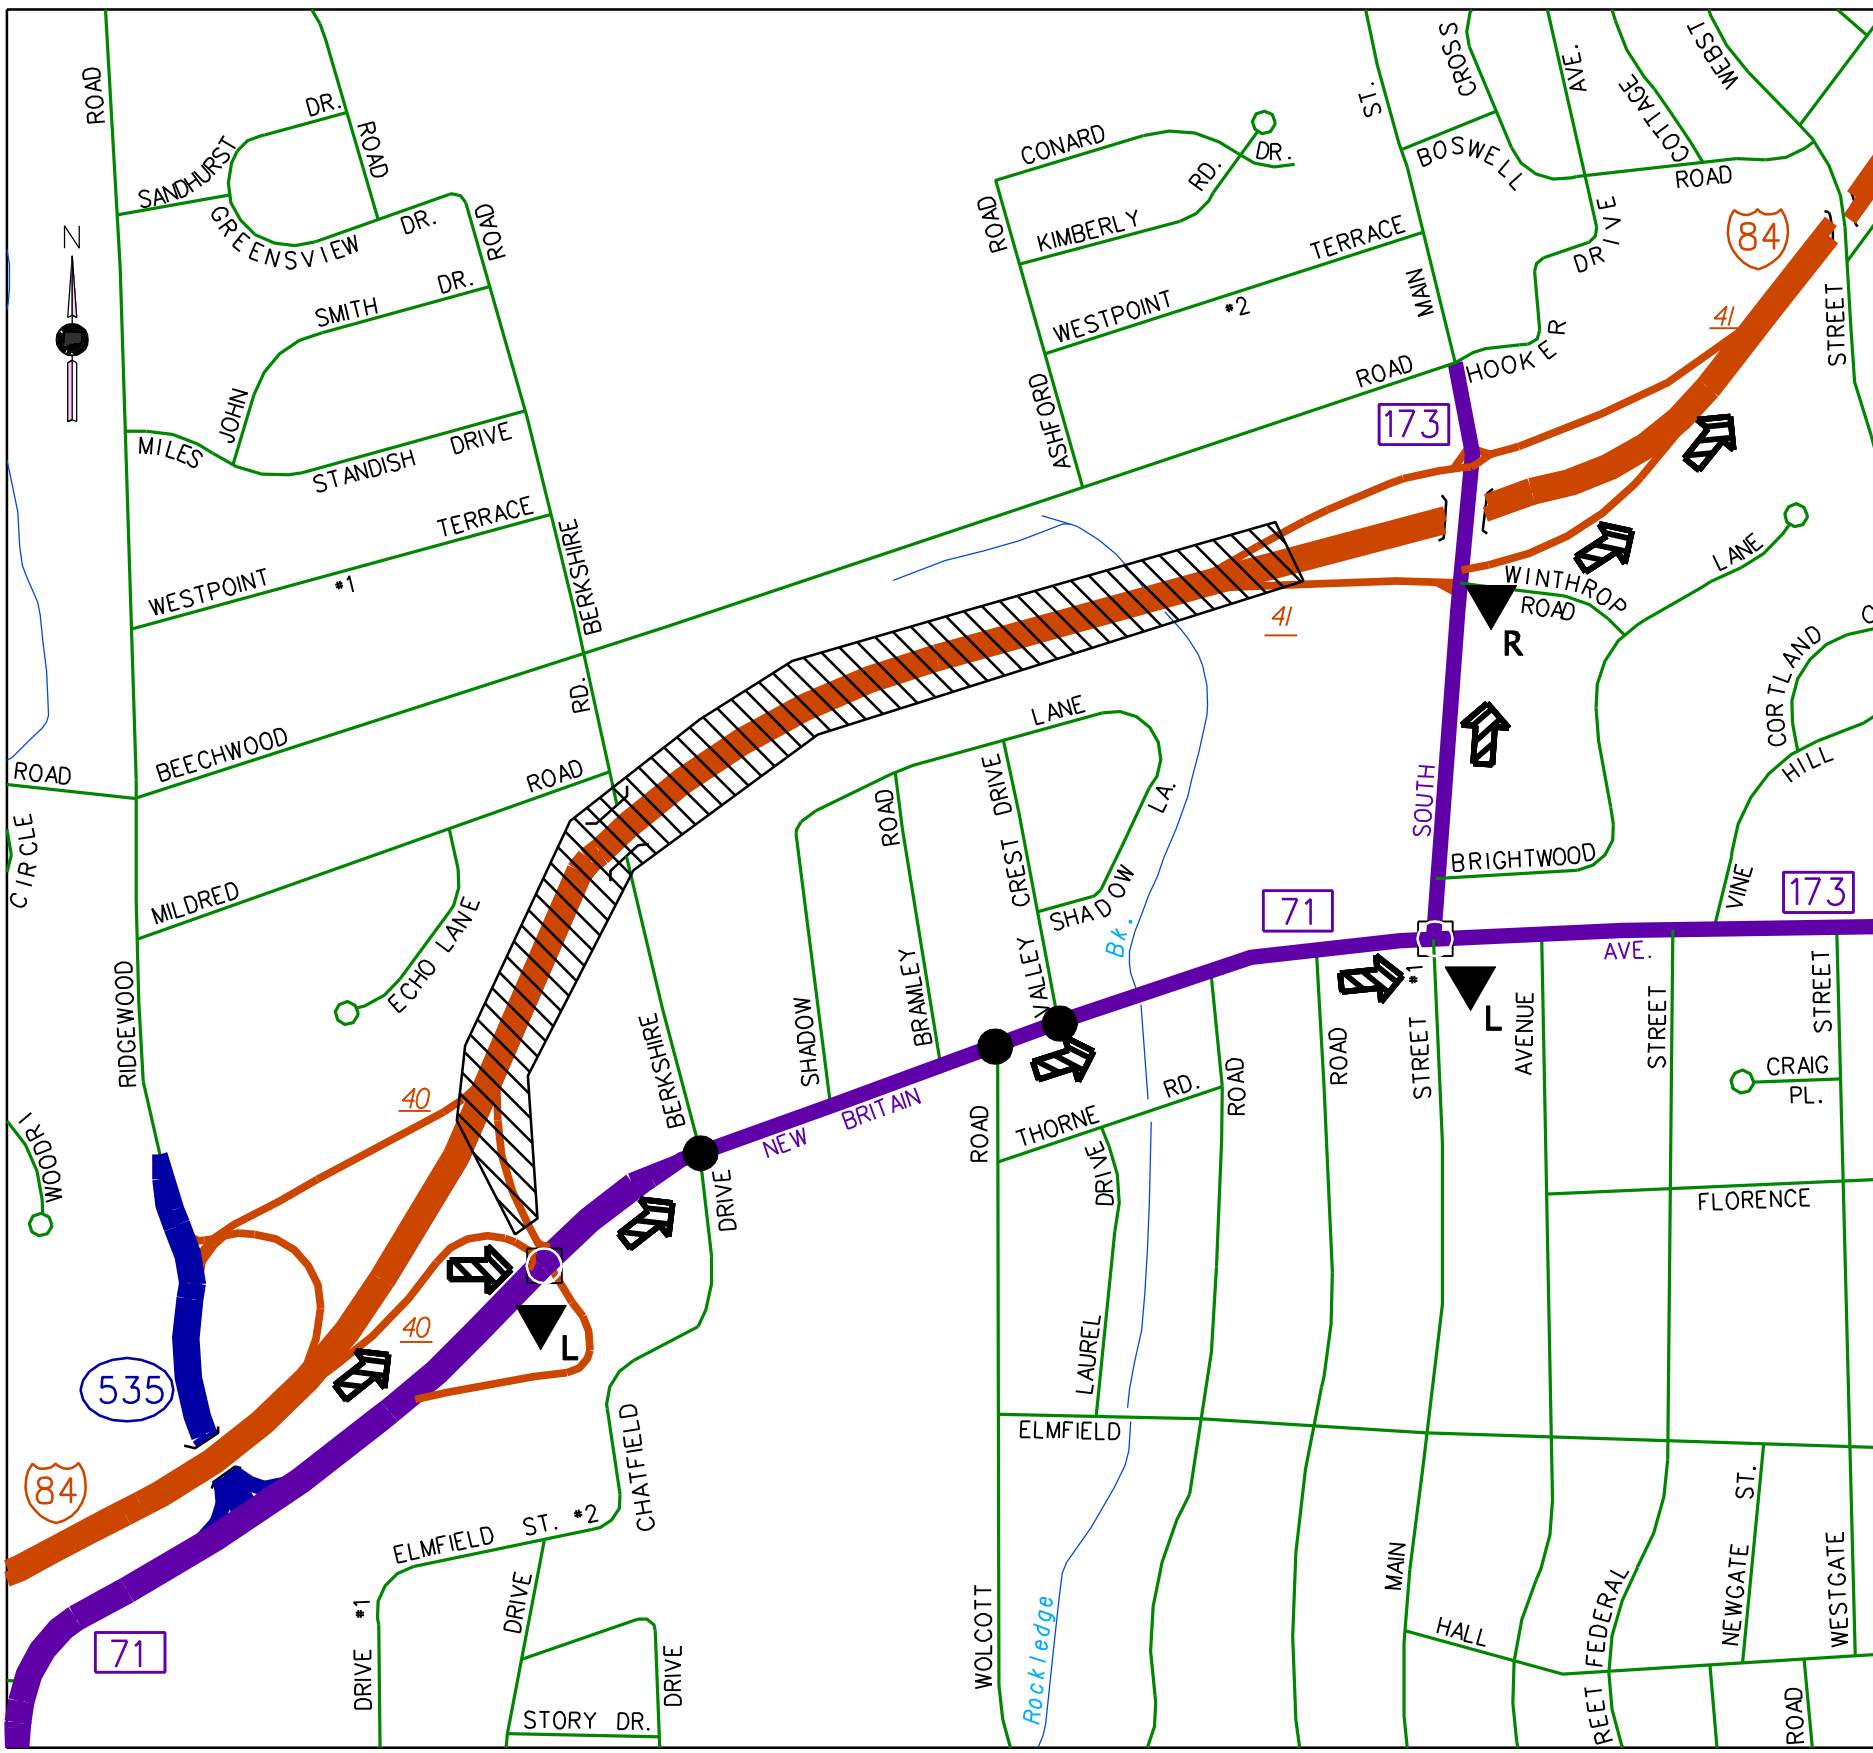 ROAD
DR.
ROAD
SANDHURST
GREENSVIEW DR.
ROAD
N
SMITH DR.
JOHN
MILES
STANDISH DRIVE
TERRACE
WESTPOINT #1
BERKSHIRE
RD.
BEECHWOOD
ROAD
ROAD
CIRCLE
MILDRED
ECHO LANE
RIDGEWOOD
BERKSHIRE
WOODRI
CONARD DR.
ROAD
KIMBERLY RD.
WESTPOINT TERRACE
#2
ASHFORD
ROAD
ST.
MAIN
CROSS
AVE.
COTTAGE
WEBST
BOSWELL
ROAD
DRIVE
HOOKER
STREET
84
41
173
41
WINTHROP
ROAD
LANE
R
CORTLAND
C
HILL
VINE
SOUTH
BRIGHTWOOD
173
71
AVE.
LANE
DRIVE
ROAD
CREST
LA.
SHADOW
VALLEY
BRAMLEY
SHADOW
Bk.
#1
L
STREET
AVENUE
STREET
STREET
CRAIG
PL.
ROAD
ROAD
ROAD
THORNE RD.
DRIVE
FLORENCE
NEW BRITAIN
DRIVE
40
40
L
535
84
71
LAUREL
ELMFIELD
CHATFIELD
ELMFIELD ST. #2
#1
DRIVE
DRIVE
DRIVE
STORY DR.
WOLCOTT
Rockledge
MAIN
HALL
FEDERAL
REET
NEWGATE
ST.
WESTGATE
ROAD